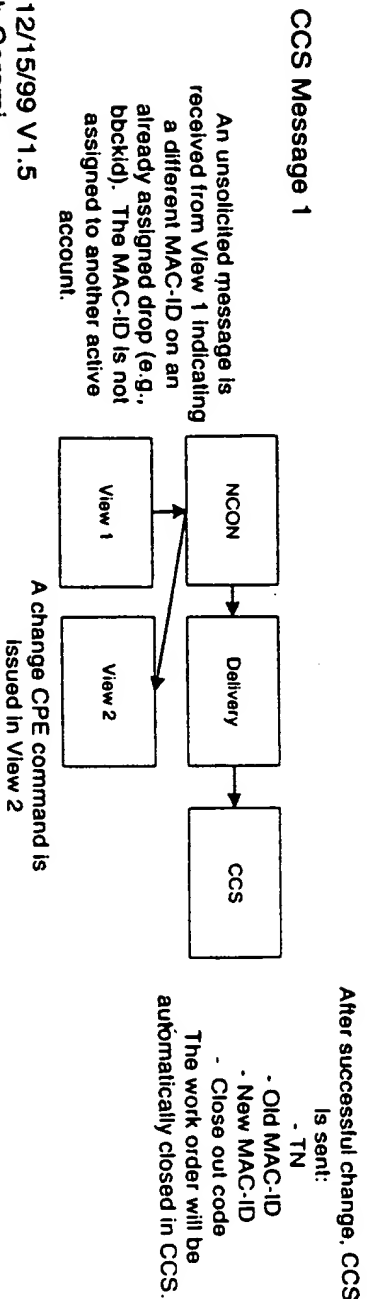 CCS Message 1
An unsolicited message is
received from View 1 indicating
a different MAC-ID on an
already assigned drop (e.g.,
bbckid). The MAC-ID is not
assigned to another active
account.
NCON
Delivery
CCS
View 1
View 2
A change CPE command is
issued in View 2
After successful change, CCS
is sent:
- TN
- Old MAC-ID
- New MAC-ID
- Close out code
The work order will be
automatically closed in CCS.
12/15/99 V1.5